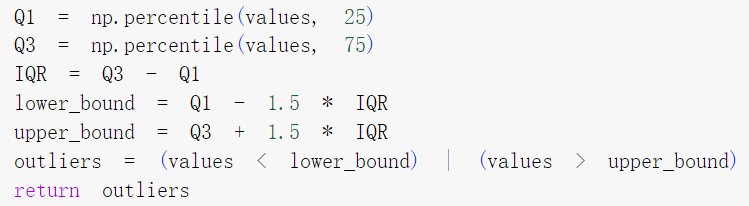 Q1 = np.percentile(values, 25)
Q3 = np.percentile(values, 75)
IQR = Q3 - Q1
lower_bound = Q1 - 1.5 * IQR
upper_bound = Q3 + 1.5 * IQR
outliers = (values < lower_bound) | (values > upper_bound)
return outliers